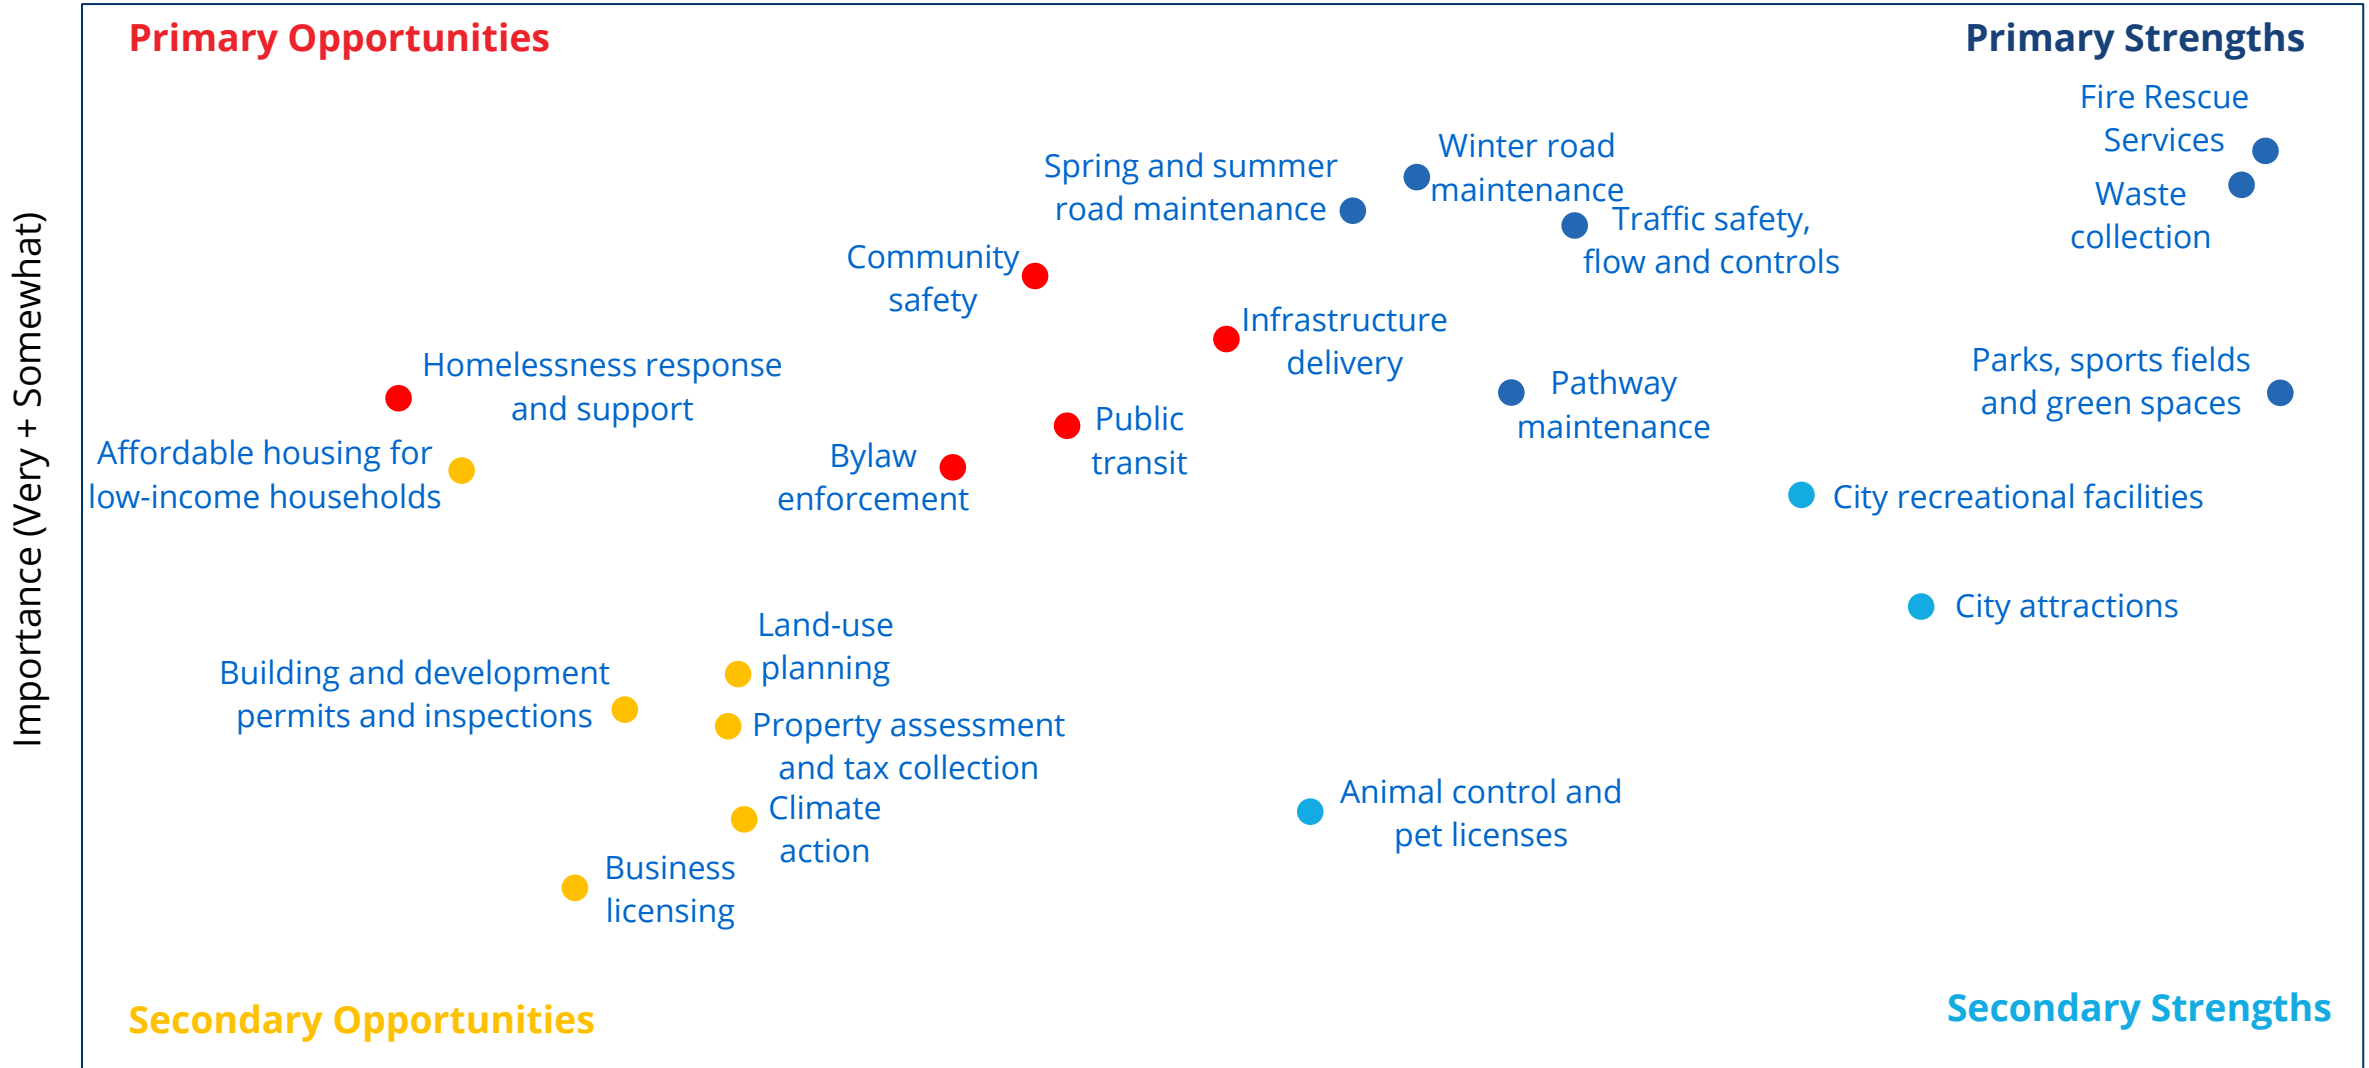 Primary Opportunities
Primary Strengths
Importance (Very + Somewhat)
Fire Rescue
Services
Waste
collection
Winter road
maintenance
Spring and summer
road maintenance
Traffic safety,
flow and controls
Community
safety
Infrastructure
delivery
Homelessness response
and support
Parks, sports fields
and green spaces
Pathway
maintenance
Public
transit
Affordable housing for
low-income households
Bylaw
enforcement
City recreational facilities
City attractions
Land-use
planning
Building and development
permits and inspections
Property assessment
and tax collection
Climate
action
Animal control and
pet licenses
Business
licensing
Secondary Opportunities
Secondary Strengths